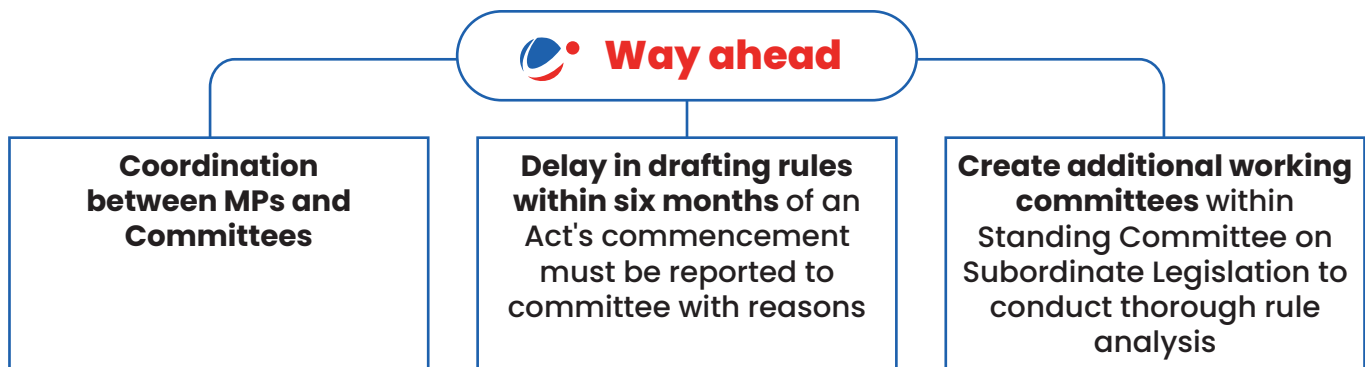 Way ahead
Coordination
between MPs and
Committees
Delay in drafting rules
within six months of an
Act's commencement
must be reported to
committee with reasons
Create additional working
committees within
Standing Committee on
Subordinate Legislation to
conduct thorough rule
analysis